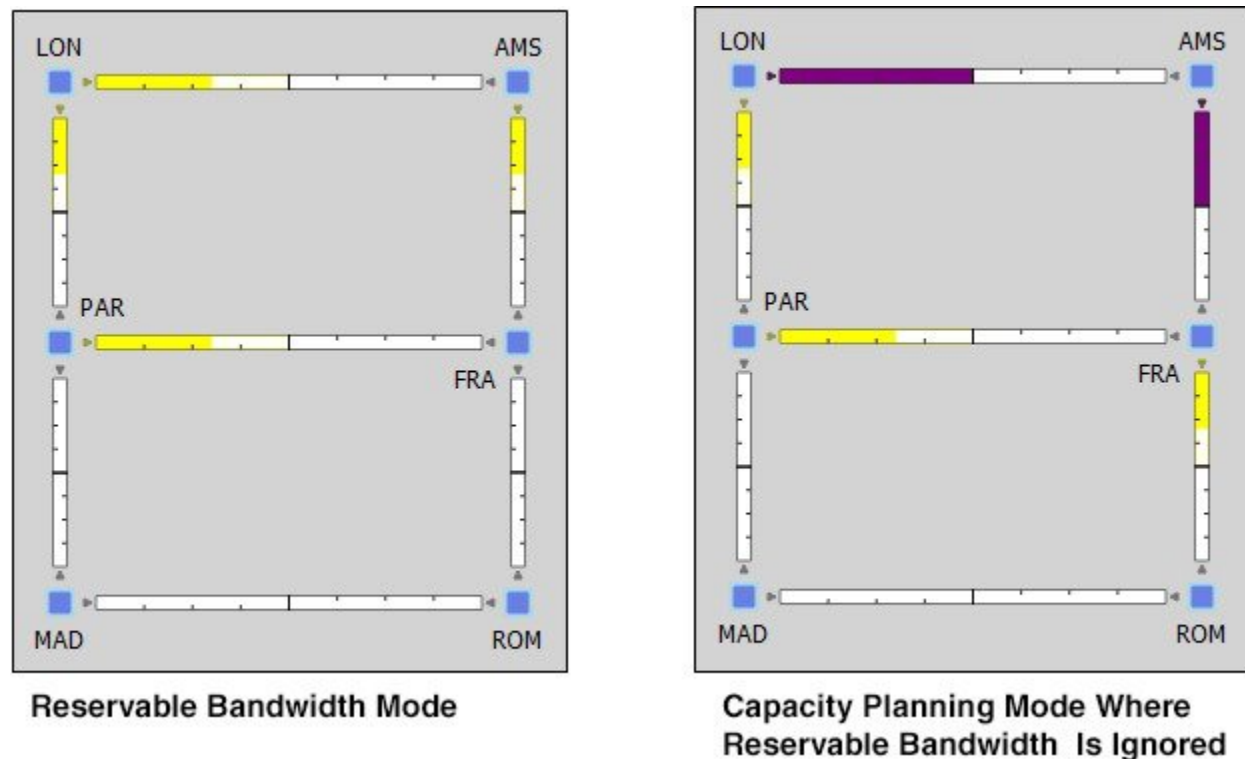 LON
AMS
PAR
FRA
MAD
ROM
Reservable Bandwidth Mode
LON
AMS
PAR
FRA
MAD
ROM
Capacity Planning Mode Where
Reservable Bandwidth Is Ignored